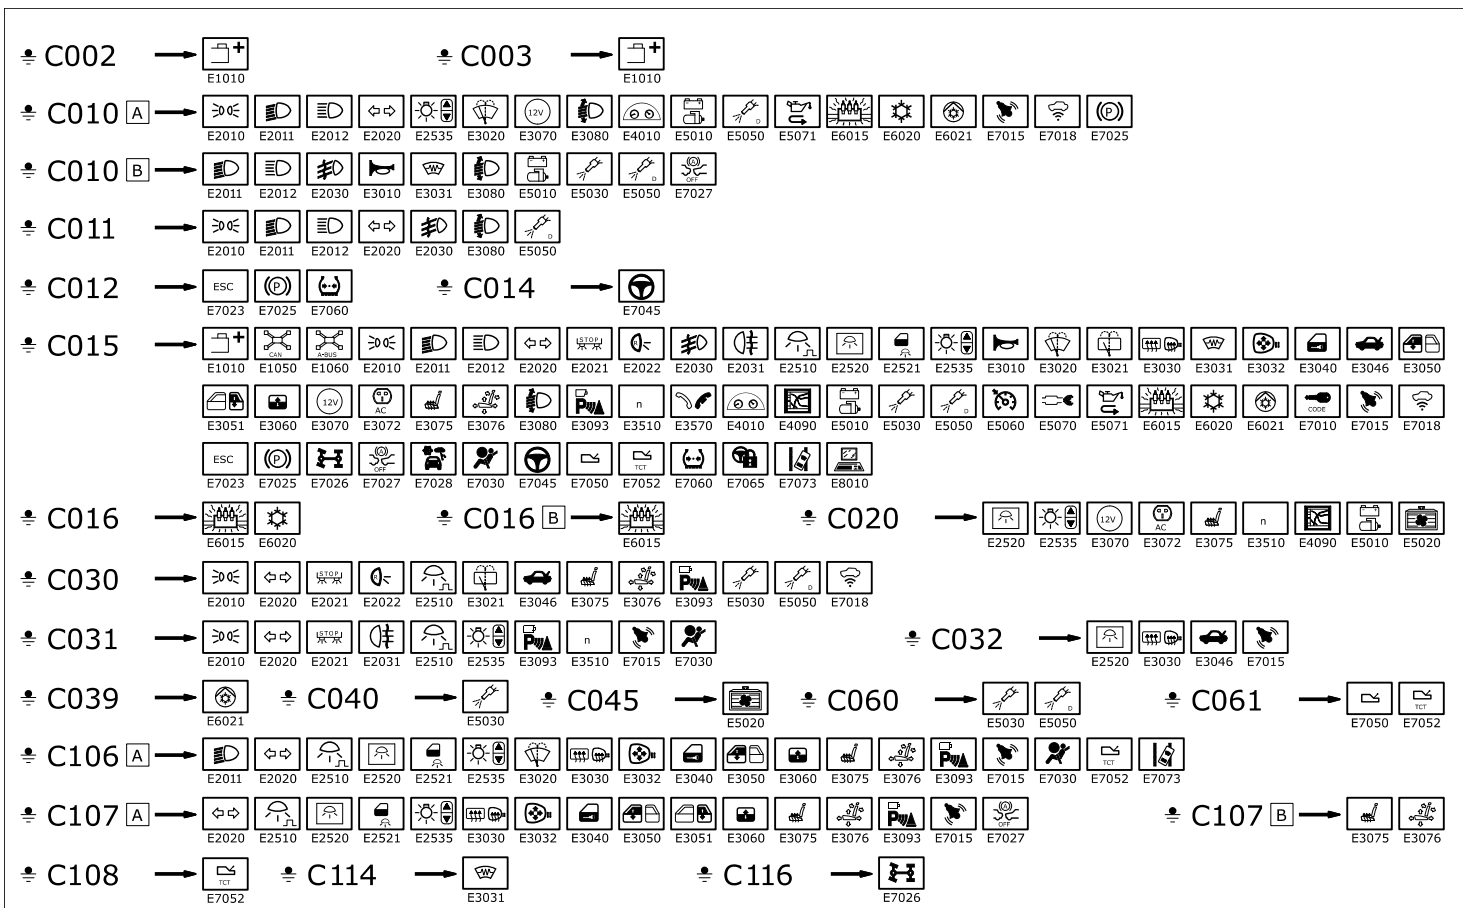 C002 C003
E1010 E1010
C010 A 12V D (P)
E2010 E2011 E2012 E2020 E2535 E3020 E3070 E3080 E4010 E5010 E5050 E5071 E6015 E6020 E6021 E7015 E7018 E7025
C010 B D (A) OFF
E2011 E2012 E2030 E3010 E3031 E3080 E5010 E5030 E5050 E7027
C011 D
E2010 E2011 E2012 E2020 E2030 E3080 E5050
C012 ESC (P) C014
E7023 E7025 E7060 E7045
C015 CAN A-BUS STOP R
E1010 E1050 E1060 E2010 E2011 E2012 E2020 E2021 E2022 E2030 E2031 E2510 E2520 E2521 E2535 E3010 E3020 E3021 E3030 E3031 E3032 E3040 E3046 E3050
12V AC P n D CODE
E3051 E3060 E3070 E3072 E3075 E3076 E3080 E3093 E3510 E3570 E4010 E4090 E5010 E5030 E5050 E5060 E5070 E5071 E6015 E6020 E6021 E7010 E7015 E7018
ESC (P) (A) OFF TCT
E7023 E7025 E7026 E7027 E7028 E7030 E7045 E7050 E7052 E7060 E7065 E7073 E8010
C016 C016 B C020 12V AC n
E6015 E6020 E6015 E2520 E2535 E3070 E3072 E3075 E3510 E4090 E5010 E5020
C030 STOP R P D
E2010 E2020 E2021 E2022 E2510 E3021 E3046 E3075 E3076 E3093 E5030 E5050 E7018
C031 STOP P n C032
E2010 E2020 E2021 E2031 E2510 E2535 E3093 E3510 E7015 E7030 E2520 E3030 E3046 E7015
C039 C040 C045 C060 D C061 TCT
E6021 E5030 E5020 E5030 E5050 E7050 E7052
C106 A P TCT
E2011 E2020 E2510 E2520 E2521 E2535 E3020 E3030 E3032 E3040 E3050 E3060 E3075 E3076 E3093 E7015 E7030 E7052 E7073
C107 A P (A) OFF C107 B
E2020 E2510 E2520 E2521 E2535 E3030 E3032 E3040 E3050 E3051 E3060 E3075 E3076 E3093 E7015 E7027 E3075 E3076
C108 TCT C114 C116
E7052 E3031 E7026